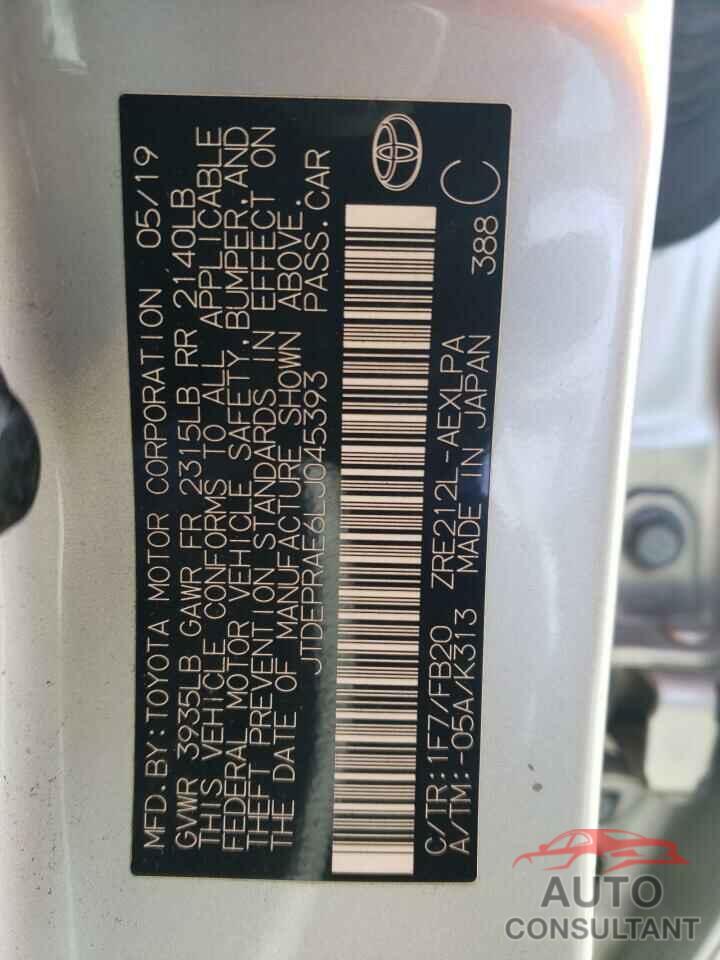 MFD. BY: TOYOTA MOTOR CORPORATION 05/19
GVWR 3935LB GAWR FR 2315LB RR 2140LB
THIS VEHICLE CONFORMS TO ALL APPLICABLE
FEDERAL MOTOR VEHICLE SAFETY, BUMPER, AND
THEFT PREVENTION STANDARDS IN EFFECT ON
THE DATE OF MANUFACTURE SHOWN ABOVE.
JTDEPRAE6LJ045393 PASS. CAR
C/TR: 1F7/FB20 ZRE212L-AEXLPA 388 C
A/TM: -05A/K313 MADE IN JAPAN
AUTO
CONSULTANT